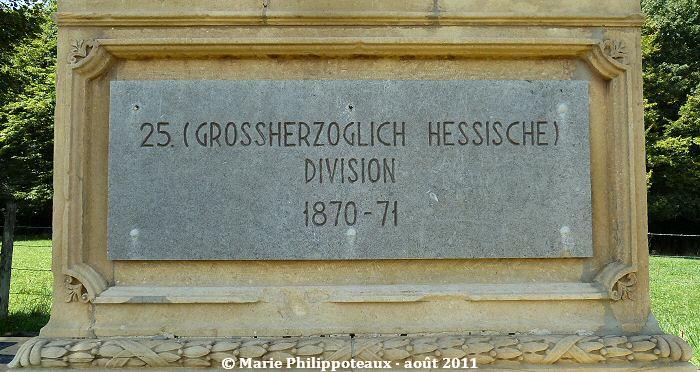 25. (GROSSHERZOGLICH HESSISCHE)
DIVISION
1870-71
© Marie Philippoteaux - août 2011